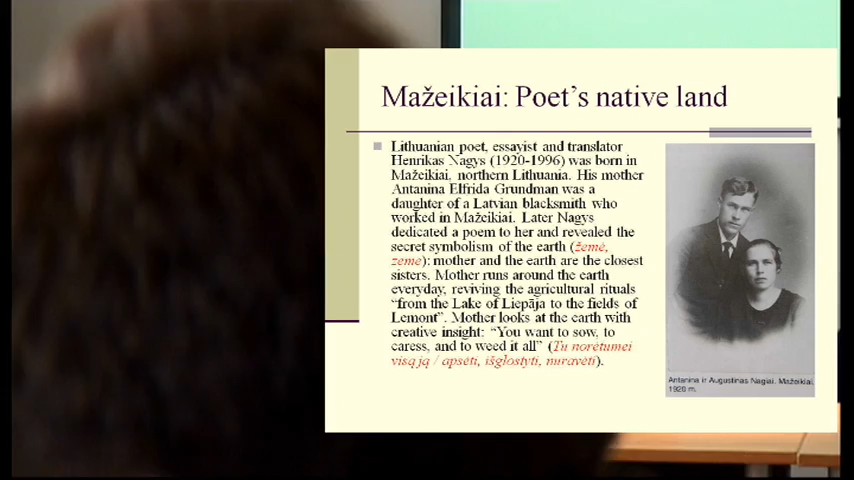 Mažeikiai: Poet's native land
Lithuanian poet, essayist and translator
Henrikas Nagys (1920-1996) was born in
Mažeikiai, northern Lithuania. His mother
Antanina Elfrida Grundman was a
daughter of a Latvian blacksmith who
worked in Mažeikiai. Later Nagys
dedicated a poem to her and revealed the
secret symbolism of the earth (žemė,
zeme): mother and the earth are the closest
sisters. Mother runs around the earth
everyday, reviving the agricultural rituals
“from the Lake of Liepāja to the fields of
Lemont”. Mother looks at the earth with
creative insight: “You want to sow, to
caress, and to weed it all” (Tu norėtumei
visą ją / apsėti, išglostyti, nuravėti).
Antanina ir Augustinas Nagiai. Mažeikiai.
1920 m.